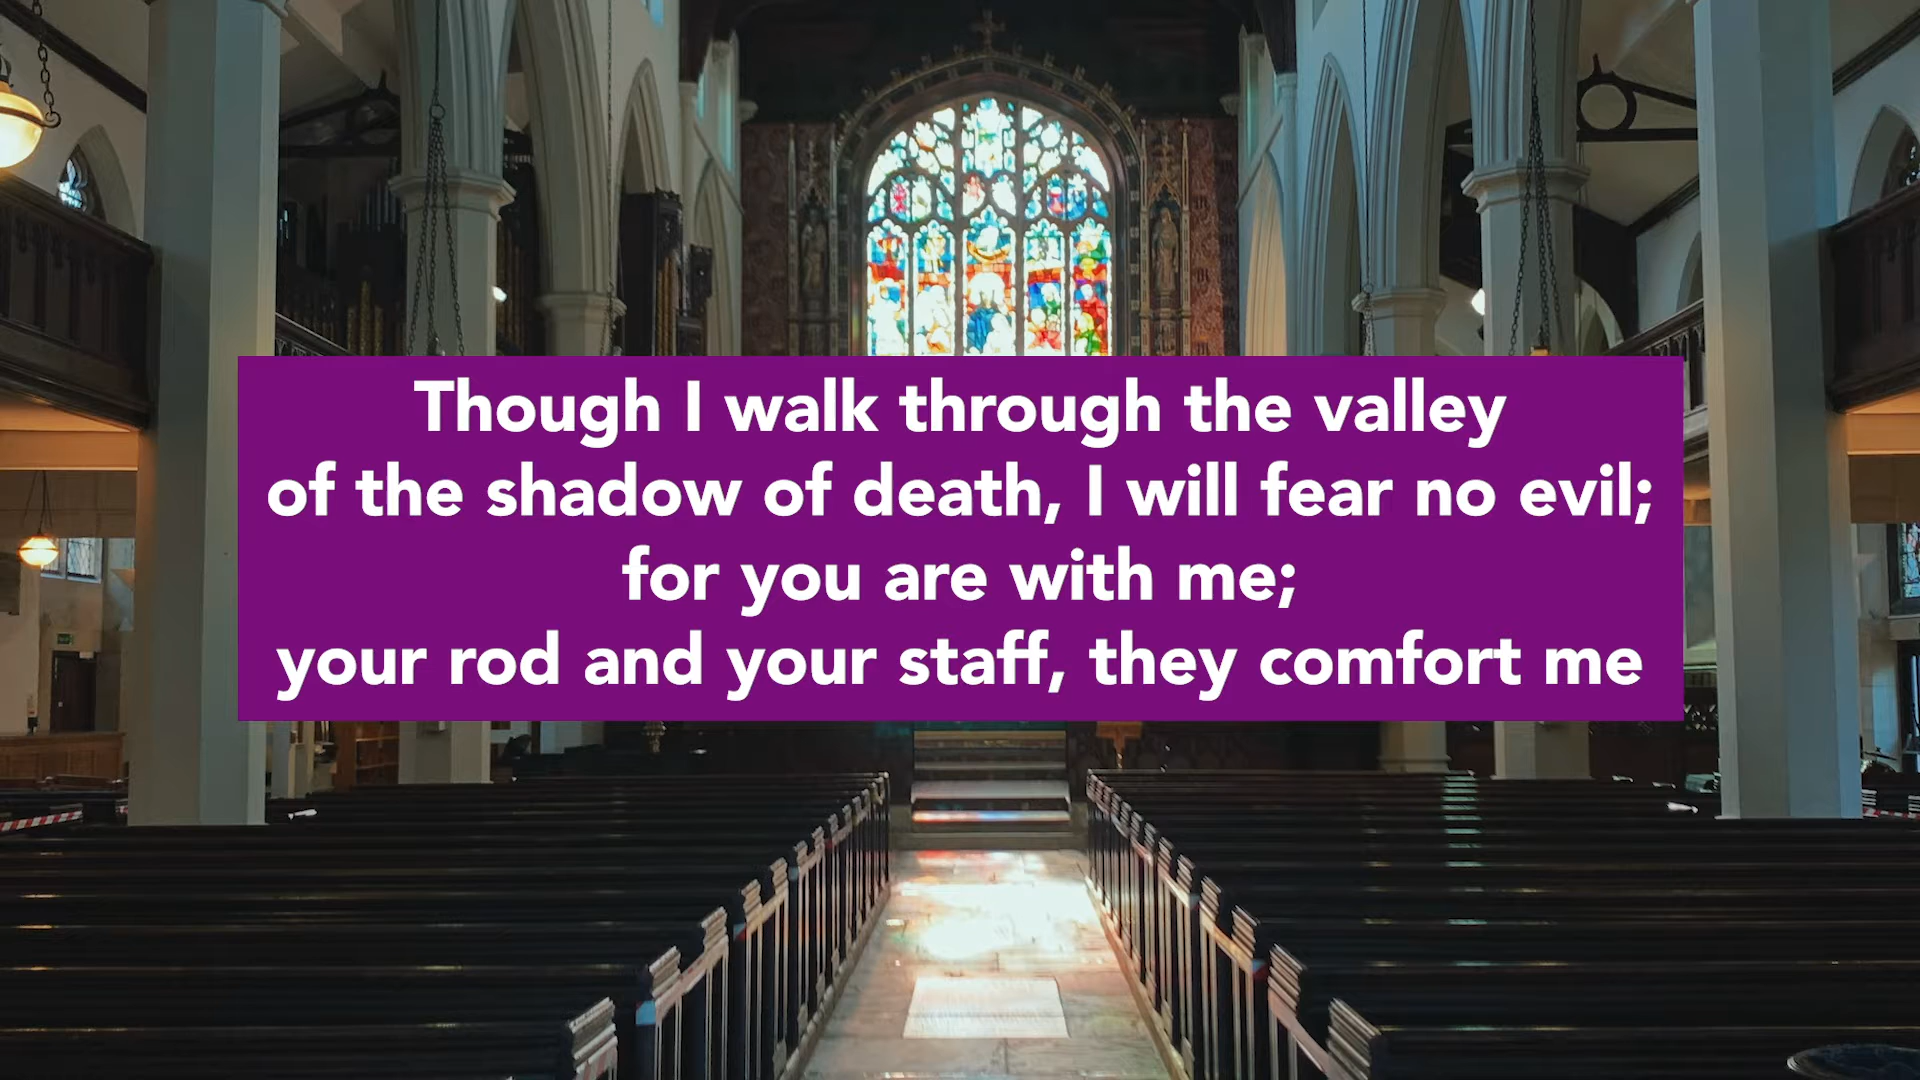 Though I walk through the valley
of the shadow of death, I will fear no evil;
for you are with me;
your rod and your staff, they comfort me